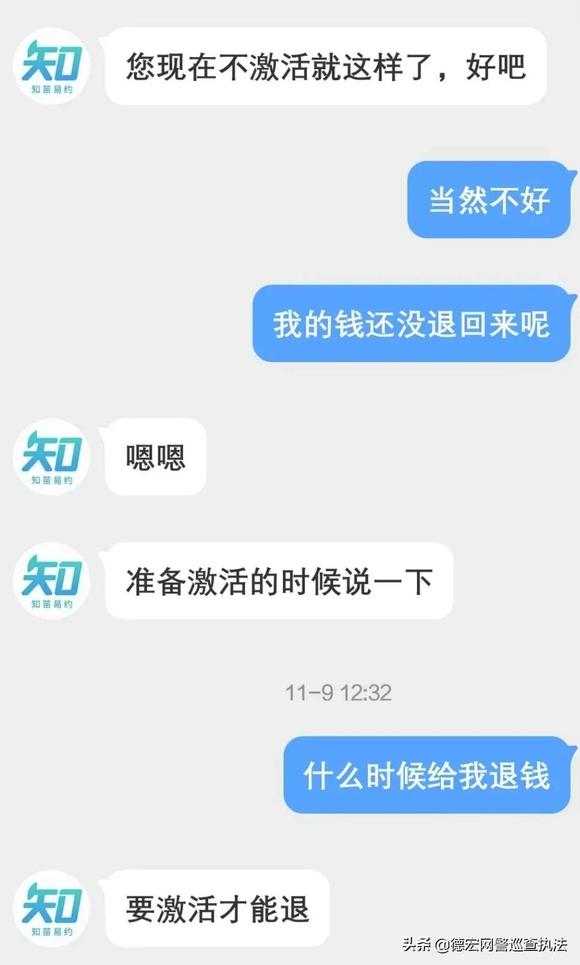 知
知苗易约
您现在不激活就这样了，好吧
当然不好
我的钱还没退回来呢
知
知苗易约
嗯嗯
知
知苗易约
准备激活的时候说一下
11-9 12:32
什么时候给我退钱
知
知苗易约
要激活才能退
头条 @德宏网警巡查执法